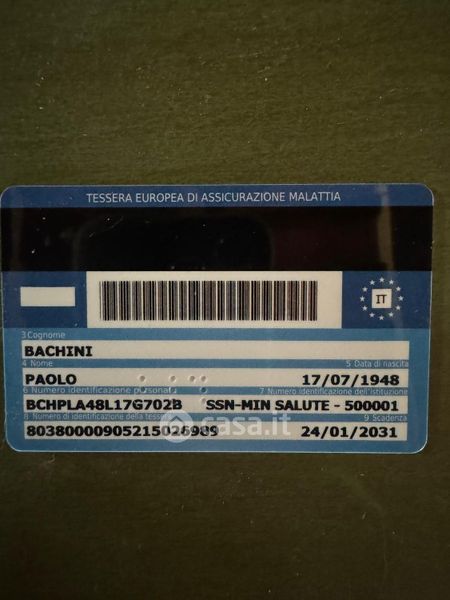 TESSERA EUROPEA DI ASSICURAZIONE MALATTIA
IT
3 Cognome
BACHINI
4 Nome 5 Data di nascita
PAOLO 17/07/1948
6 Numero identificazione personale 7 Numero identificazione dell'istituzione
BCHPLA48L17G702B SSN-MIN SALUTE - 500001
8 Numero di identificazione della tessera 9 Scadenza
80380000905215026989 24/01/2031
casa.it